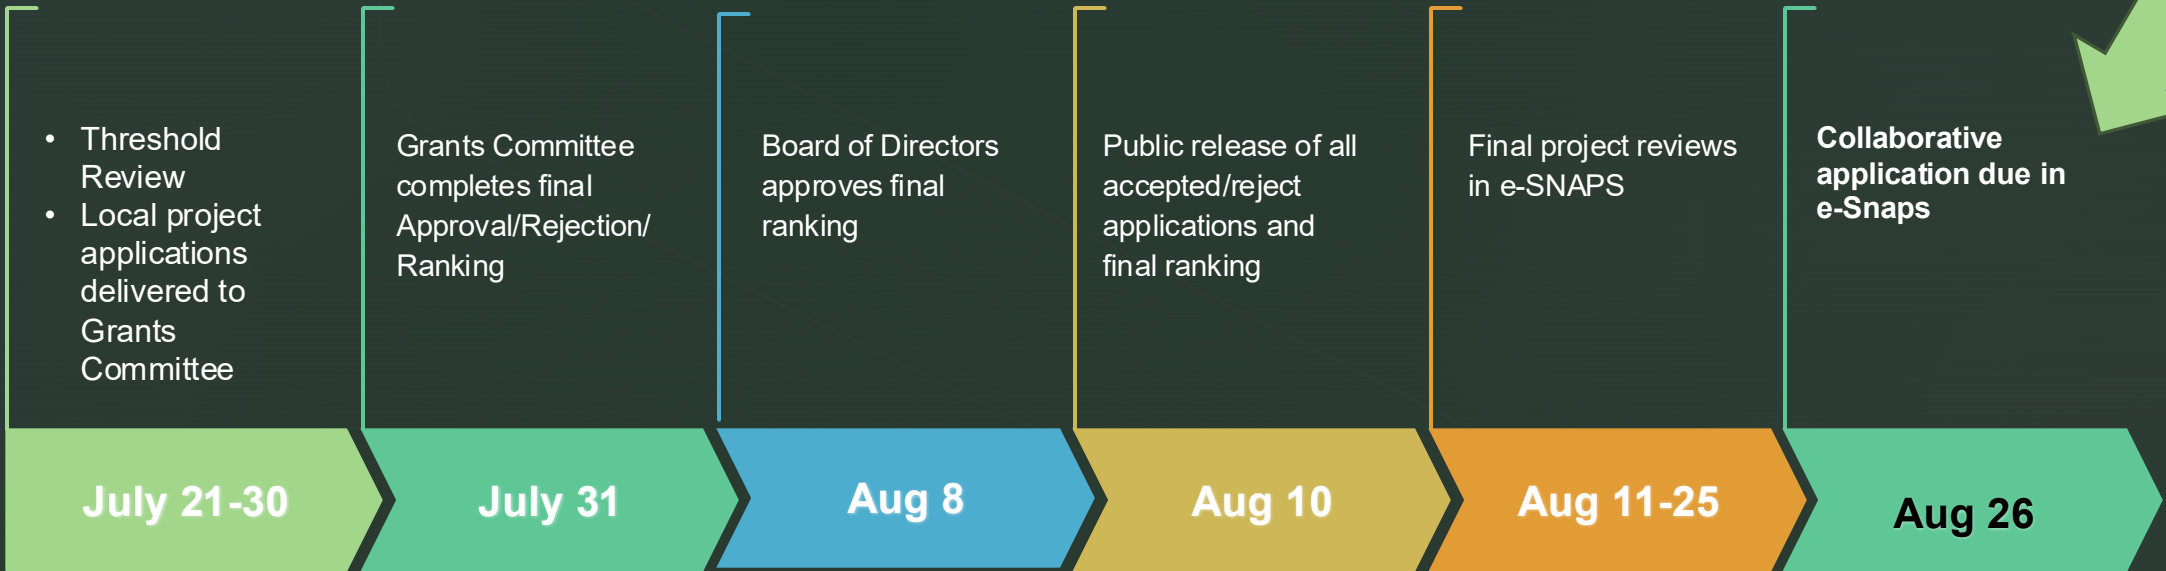 • Threshold
Review
• Local project
applications
delivered to
Grants
Committee
Grants Committee
completes final
Approval/Rejection/
Ranking
Board of Directors
approves final
ranking
Public release of all
accepted/reject
applications and
final ranking
Final project reviews
in e-SNAPS
Collaborative
application due in
e-Snaps
July 21-30
July 31
Aug 8
Aug 10
Aug 11-25
Aug 26